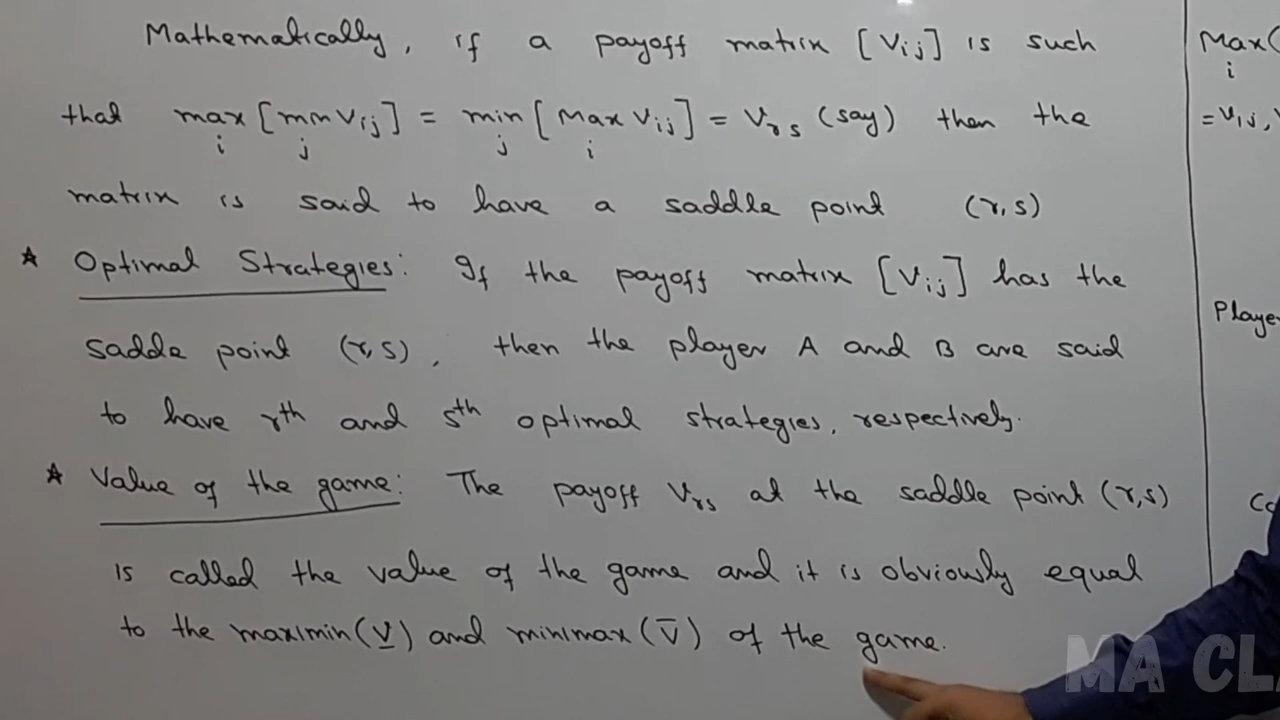 Mathematically, if a payoff matrix [Vij] is such
that max i [min j Vij] = min j [Max i Vij] = Vrs (say) then the
matrix is said to have a saddle point (r,s)
* Optimal Strategies: If the payoff matrix [Vij] has the
sadde point (r,s), then the player A and B are said
to have rth and sth optimal strategies, respectively.
* Value of the game: The payoff Vrs at the saddle point (r,s)
is called the value of the game and it is obviously equal
to the maximin (V̲) and minimax (V̅) of the game.
Max(
i
= Vij,
Player
MA CLA